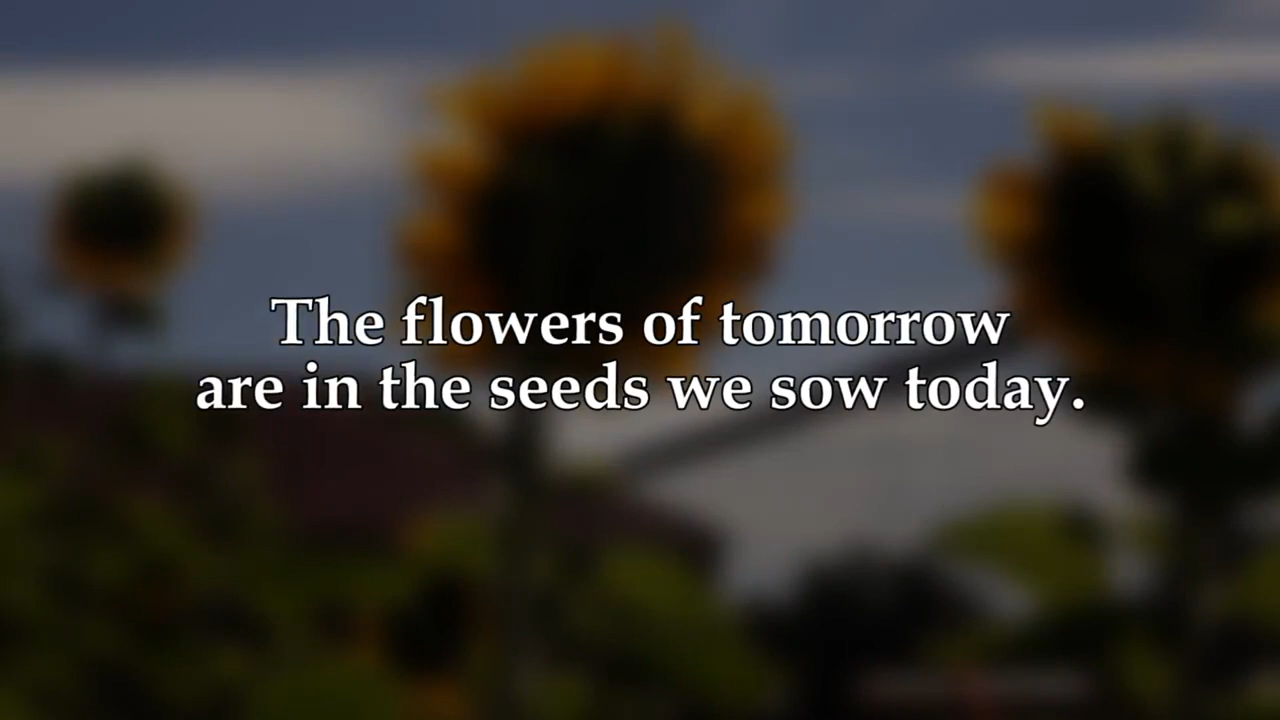 The flowers of tomorrow
are in the seeds we sow today.